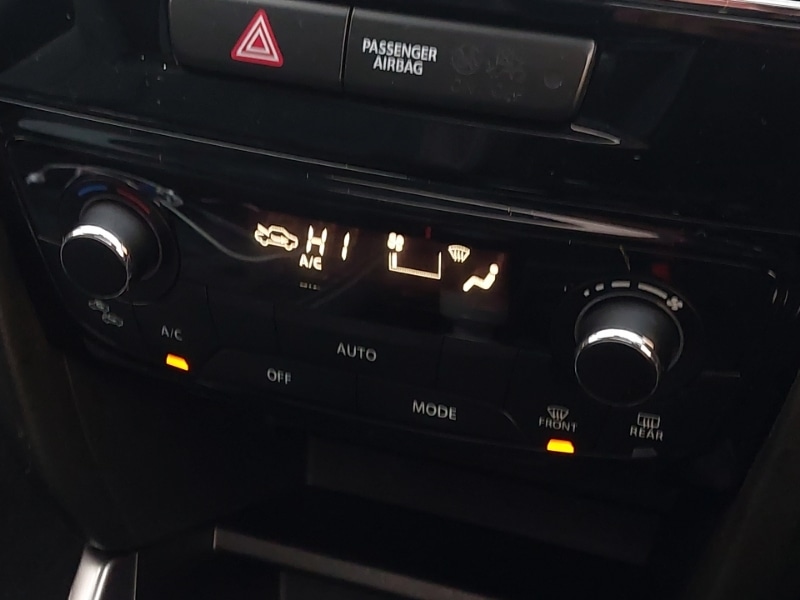 PASSENGER
AIRBAG
HI
A/C
A/C
AUTO
OFF
MODE
FRONT
REAR